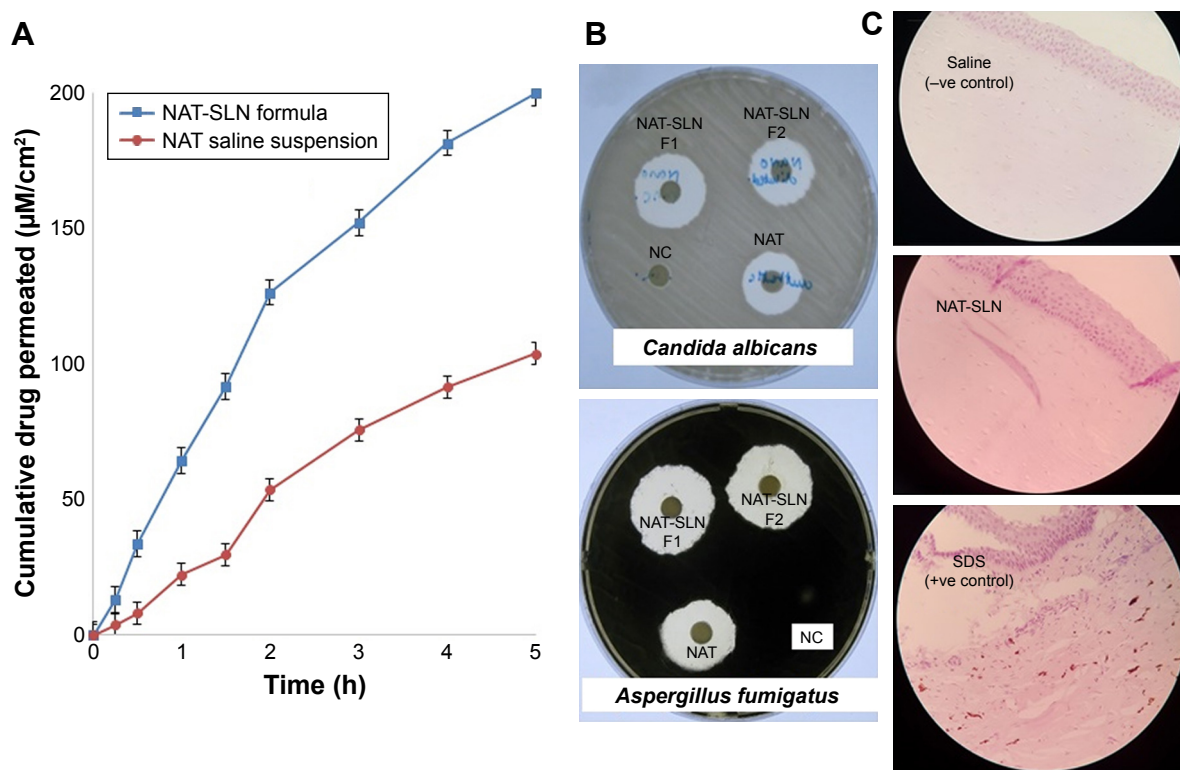 A
NAT-SLN formula
NAT saline suspension
Cumulative drug permeated (µM/cm²)
200
150
100
50
0
0
1
2
3
4
5
Time (h)
B
NAT-SLN
F1
NAT-SLN
F2
NC
NAT
Candida albicans
NAT-SLN
F1
NAT-SLN
F2
NAT
NC
Aspergillus fumigatus
C
Saline
(–ve control)
NAT-SLN
SDS
(+ve control)